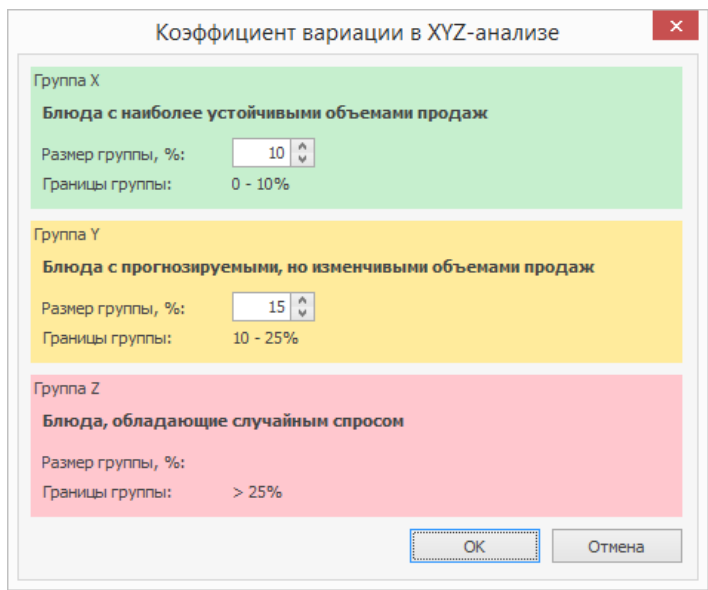 Коэффициент вариации в XYZ-анализе
Группа X
Блюда с наиболее устойчивыми объемами продаж
Размер группы, %: 10
Границы группы: 0 - 10%
Группа Y
Блюда с прогнозируемыми, но изменчивыми объемами продаж
Размер группы, %: 15
Границы группы: 10 - 25%
Группа Z
Блюда, обладающие случайным спросом
Размер группы, %:
Границы группы: > 25%
OK Отмена